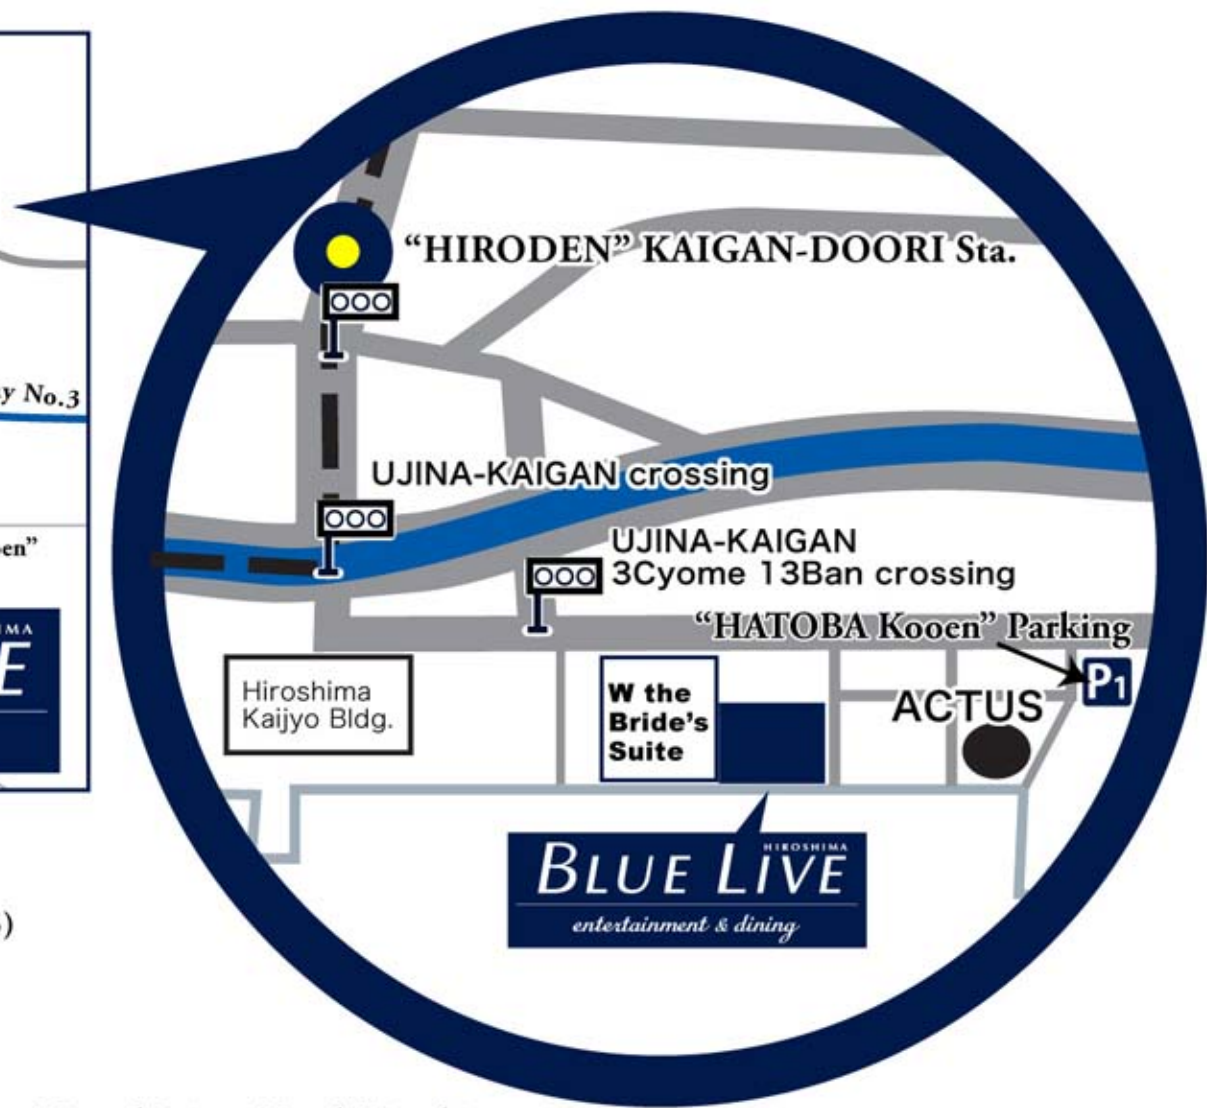 y No.3
en"
IMA
E
)
"HIRODEN" KAIGAN-DOORI Sta.
UJINA-KAIGAN crossing
UJINA-KAIGAN
3Cyome 13Ban crossing
"HATOBA Kooen" Parking
P1
Hiroshima
Kaijyo Bldg.
W the
Bride's
Suite
ACTUS
HIROSHIMA
BLUE LIVE
entertainment & dining